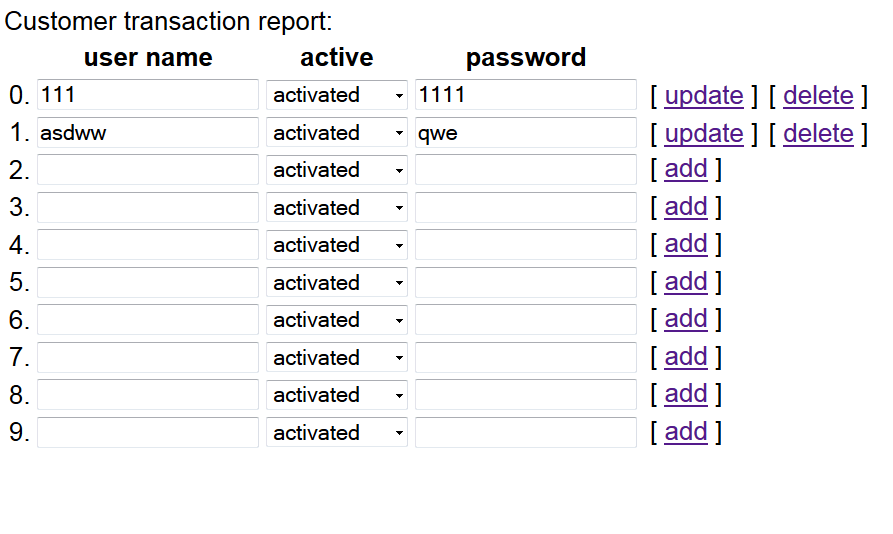 Customer transaction report:
user name active password
0. 111 activated 1111 [ update ] [ delete ]
1. asdww activated qwe [ update ] [ delete ]
2. activated [ add ]
3. activated [ add ]
4. activated [ add ]
5. activated [ add ]
6. activated [ add ]
7. activated [ add ]
8. activated [ add ]
9. activated [ add ]